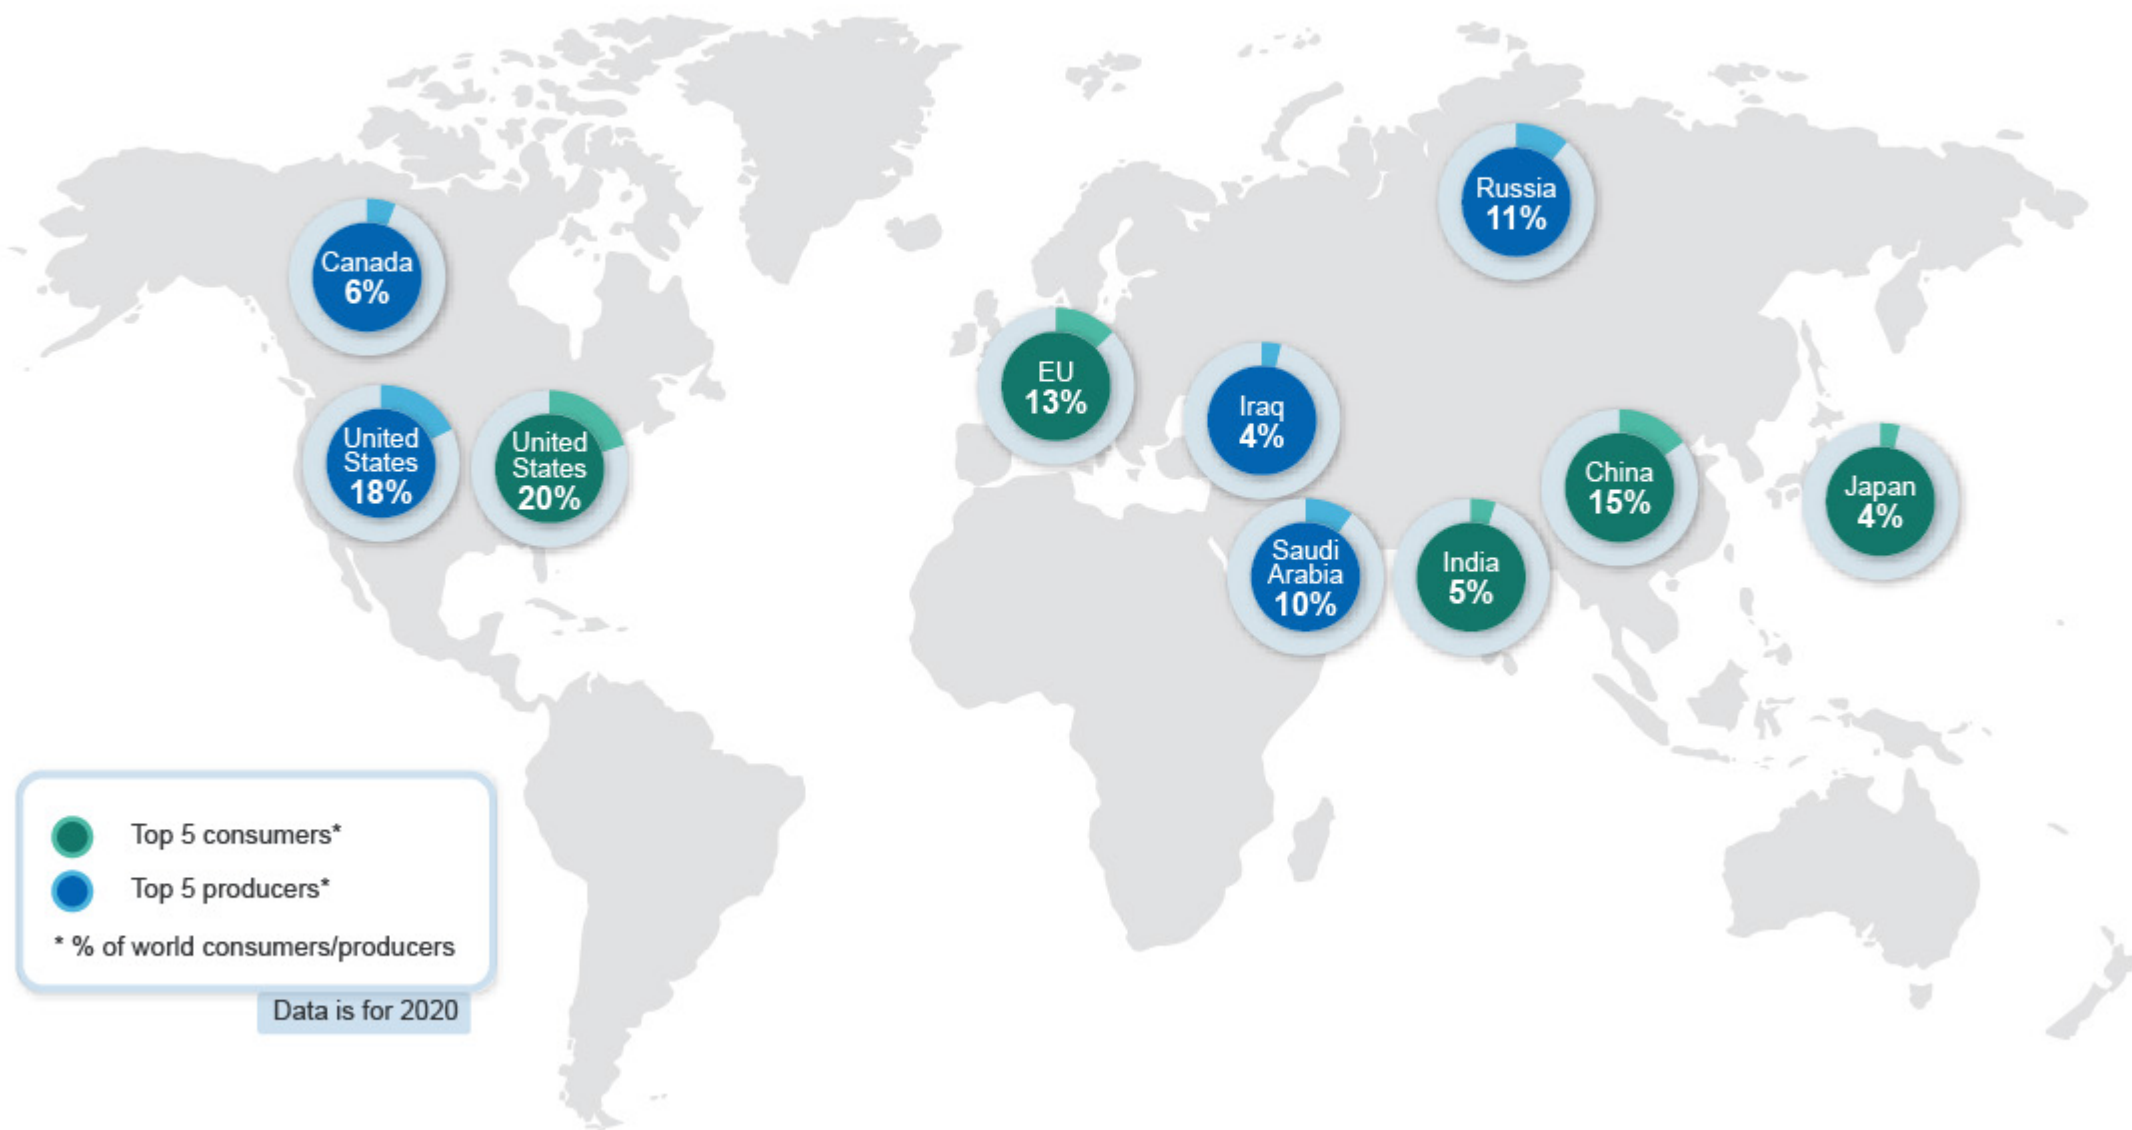 Russia
11%
Canada
6%
EU
13%
Iraq
4%
United
States
18%
United
States
20%
China
15%
Japan
4%
Saudi
Arabia
10%
India
5%
Top 5 consumers*
Top 5 producers*
* % of world consumers/producers
Data is for 2020